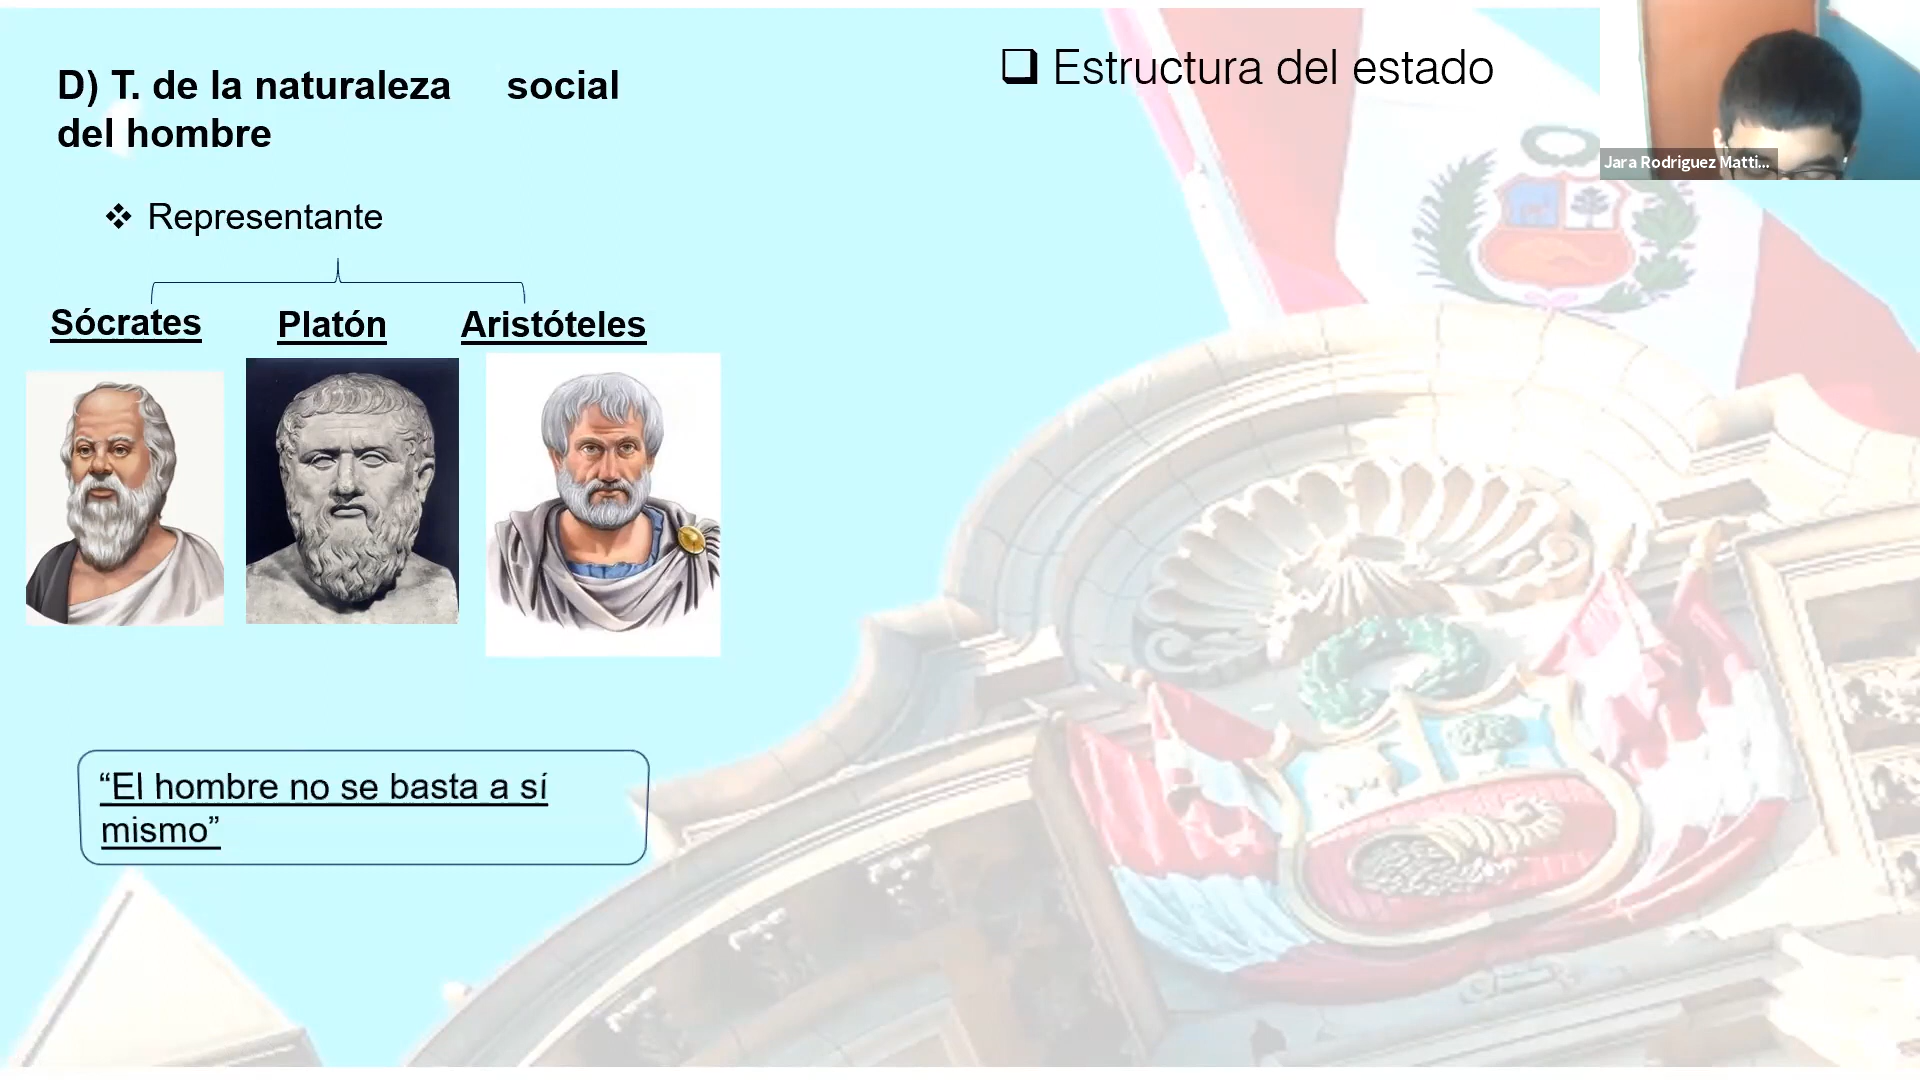 D) T. de la naturaleza social
del hombre
❖ Representante
Sócrates Platón Aristóteles
“El hombre no se basta a sí
mismo”
❑ Estructura del estado
Jara Rodriguez Matti...